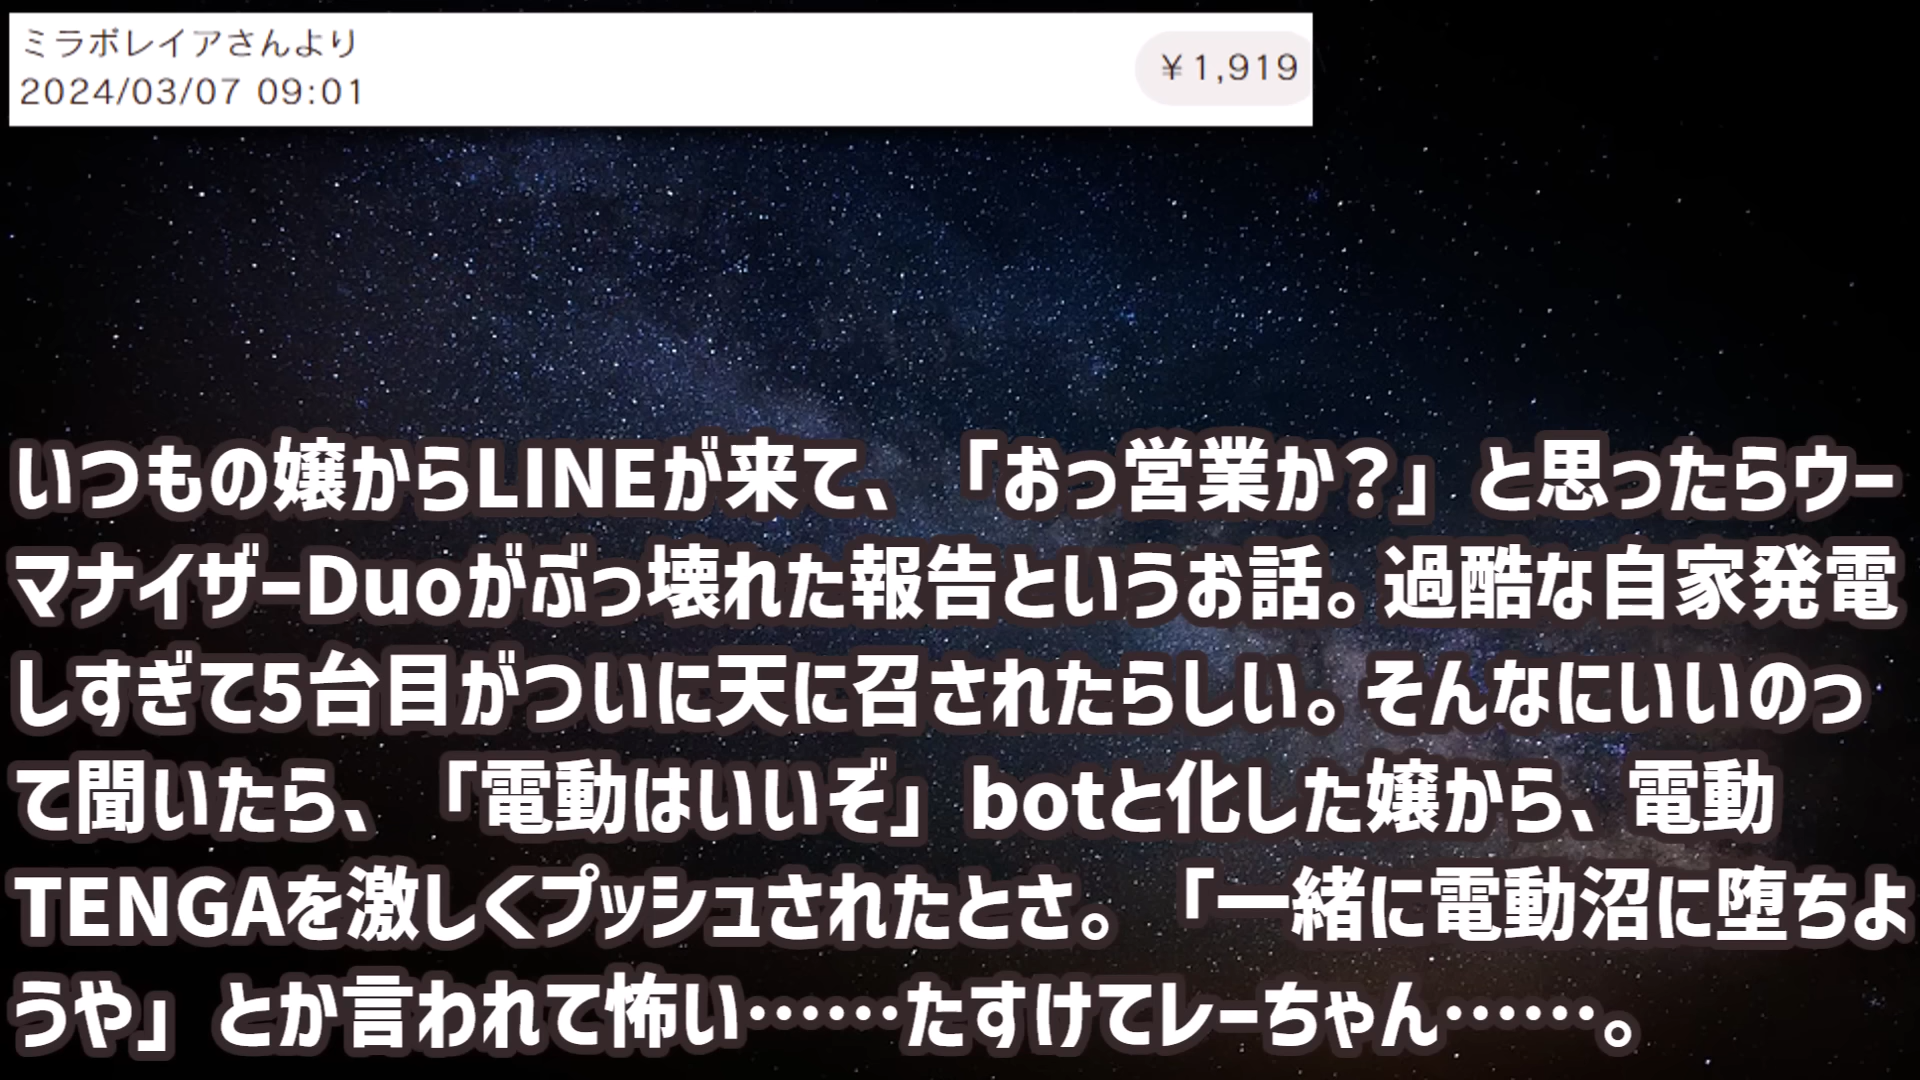 ミラボレイアさんより
2024/03/07 09:01
￥1,919
いつもの嬢からLINEが来て、「おっ営業か？」と思ったらウー
マナイザーDuoがぶっ壊れた報告というお話。過酷な自家発電
しすぎて5台目がついに天に召されたらしい。そんなにいいのっ
て聞いたら、「電動はいいぞ」botと化した嬢から、電動
TENGAを激しくプッシュされたとさ。「一緒に電動沼に堕ちよ
うや」とか言われて怖い……たすけてレーちゃん……。